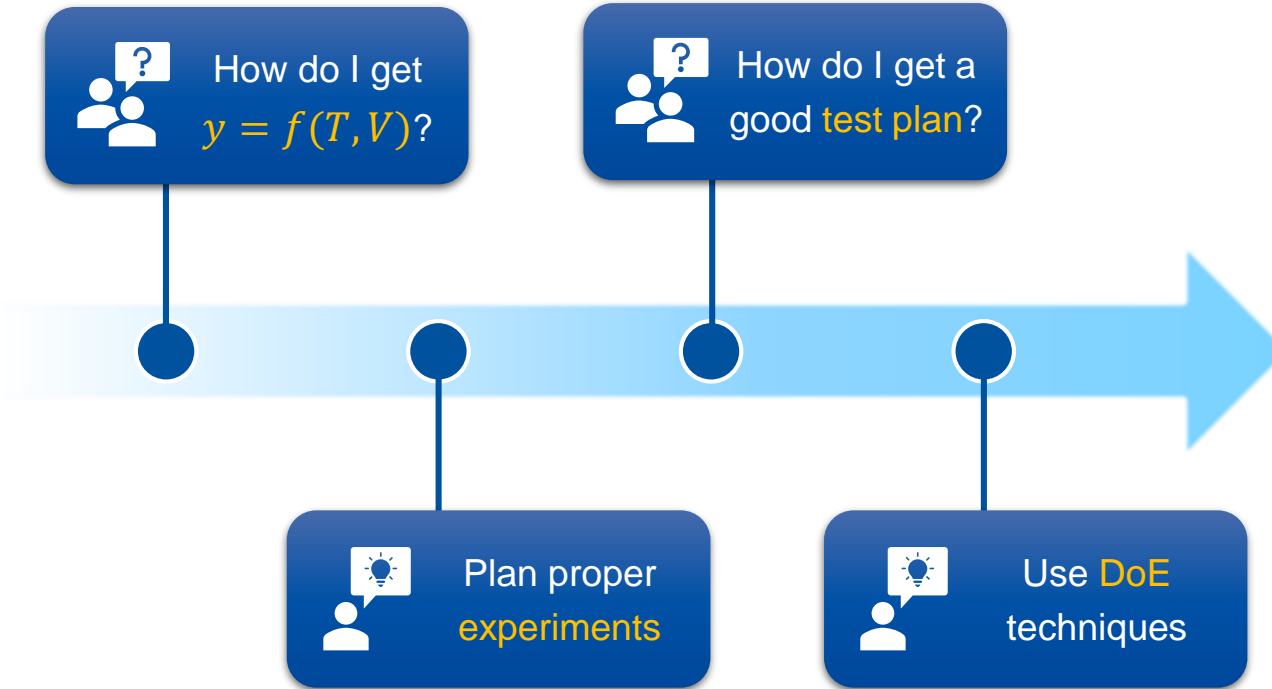 How do I get
y = f(T, V)?
Plan proper
experiments
How do I get a
good test plan?
Use DoE
techniques